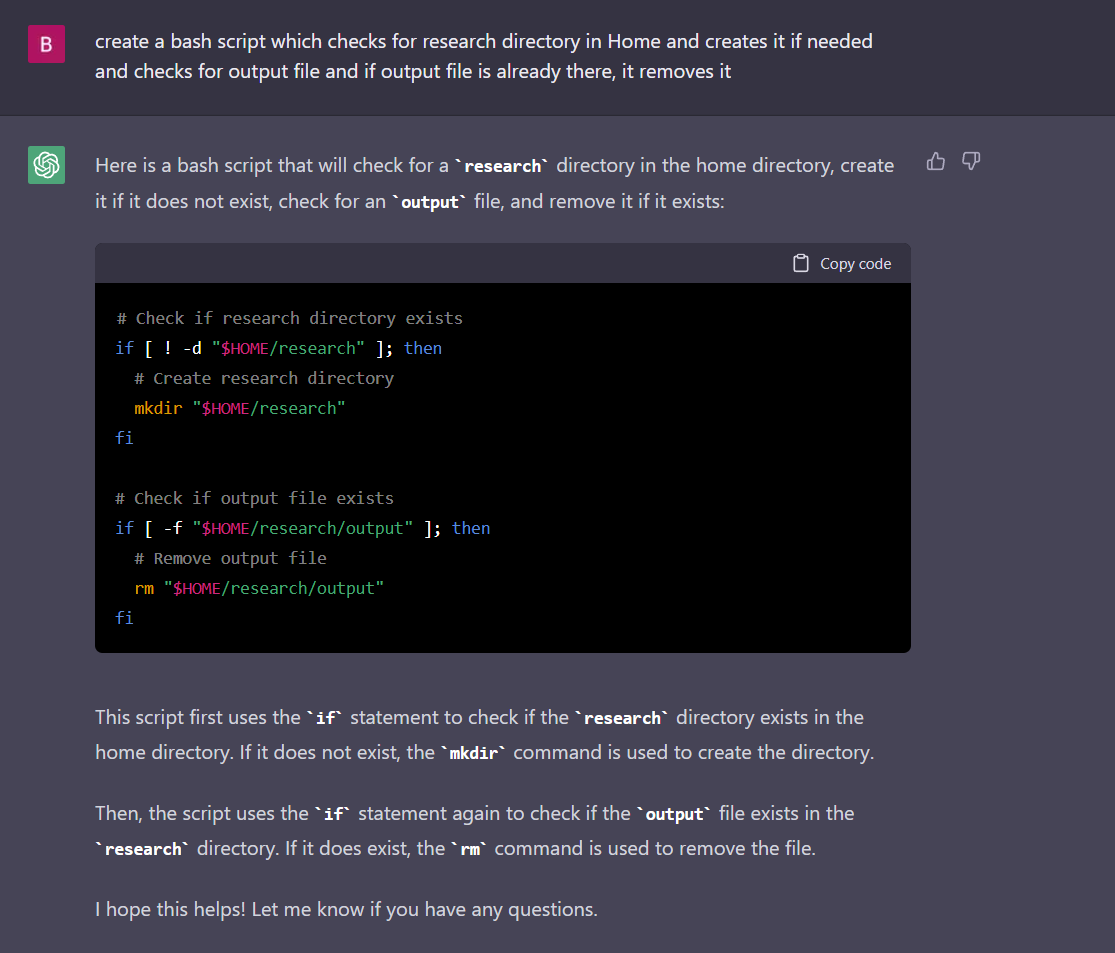 B
create a bash script which checks for research directory in Home and creates it if needed
and checks for output file and if output file is already there, it removes it
Here is a bash script that will check for a `research` directory in the home directory, create
it if it does not exist, check for an `output` file, and remove it if it exists:
Copy code
# Check if research directory exists
if [ ! -d "$HOME/research" ]; then
  # Create research directory
  mkdir "$HOME/research"
fi

# Check if output file exists
if [ -f "$HOME/research/output" ]; then
  # Remove output file
  rm "$HOME/research/output"
fi
This script first uses the `if` statement to check if the `research` directory exists in the
home directory. If it does not exist, the `mkdir` command is used to create the directory.
Then, the script uses the `if` statement again to check if the `output` file exists in the
`research` directory. If it does exist, the `rm` command is used to remove the file.
I hope this helps! Let me know if you have any questions.